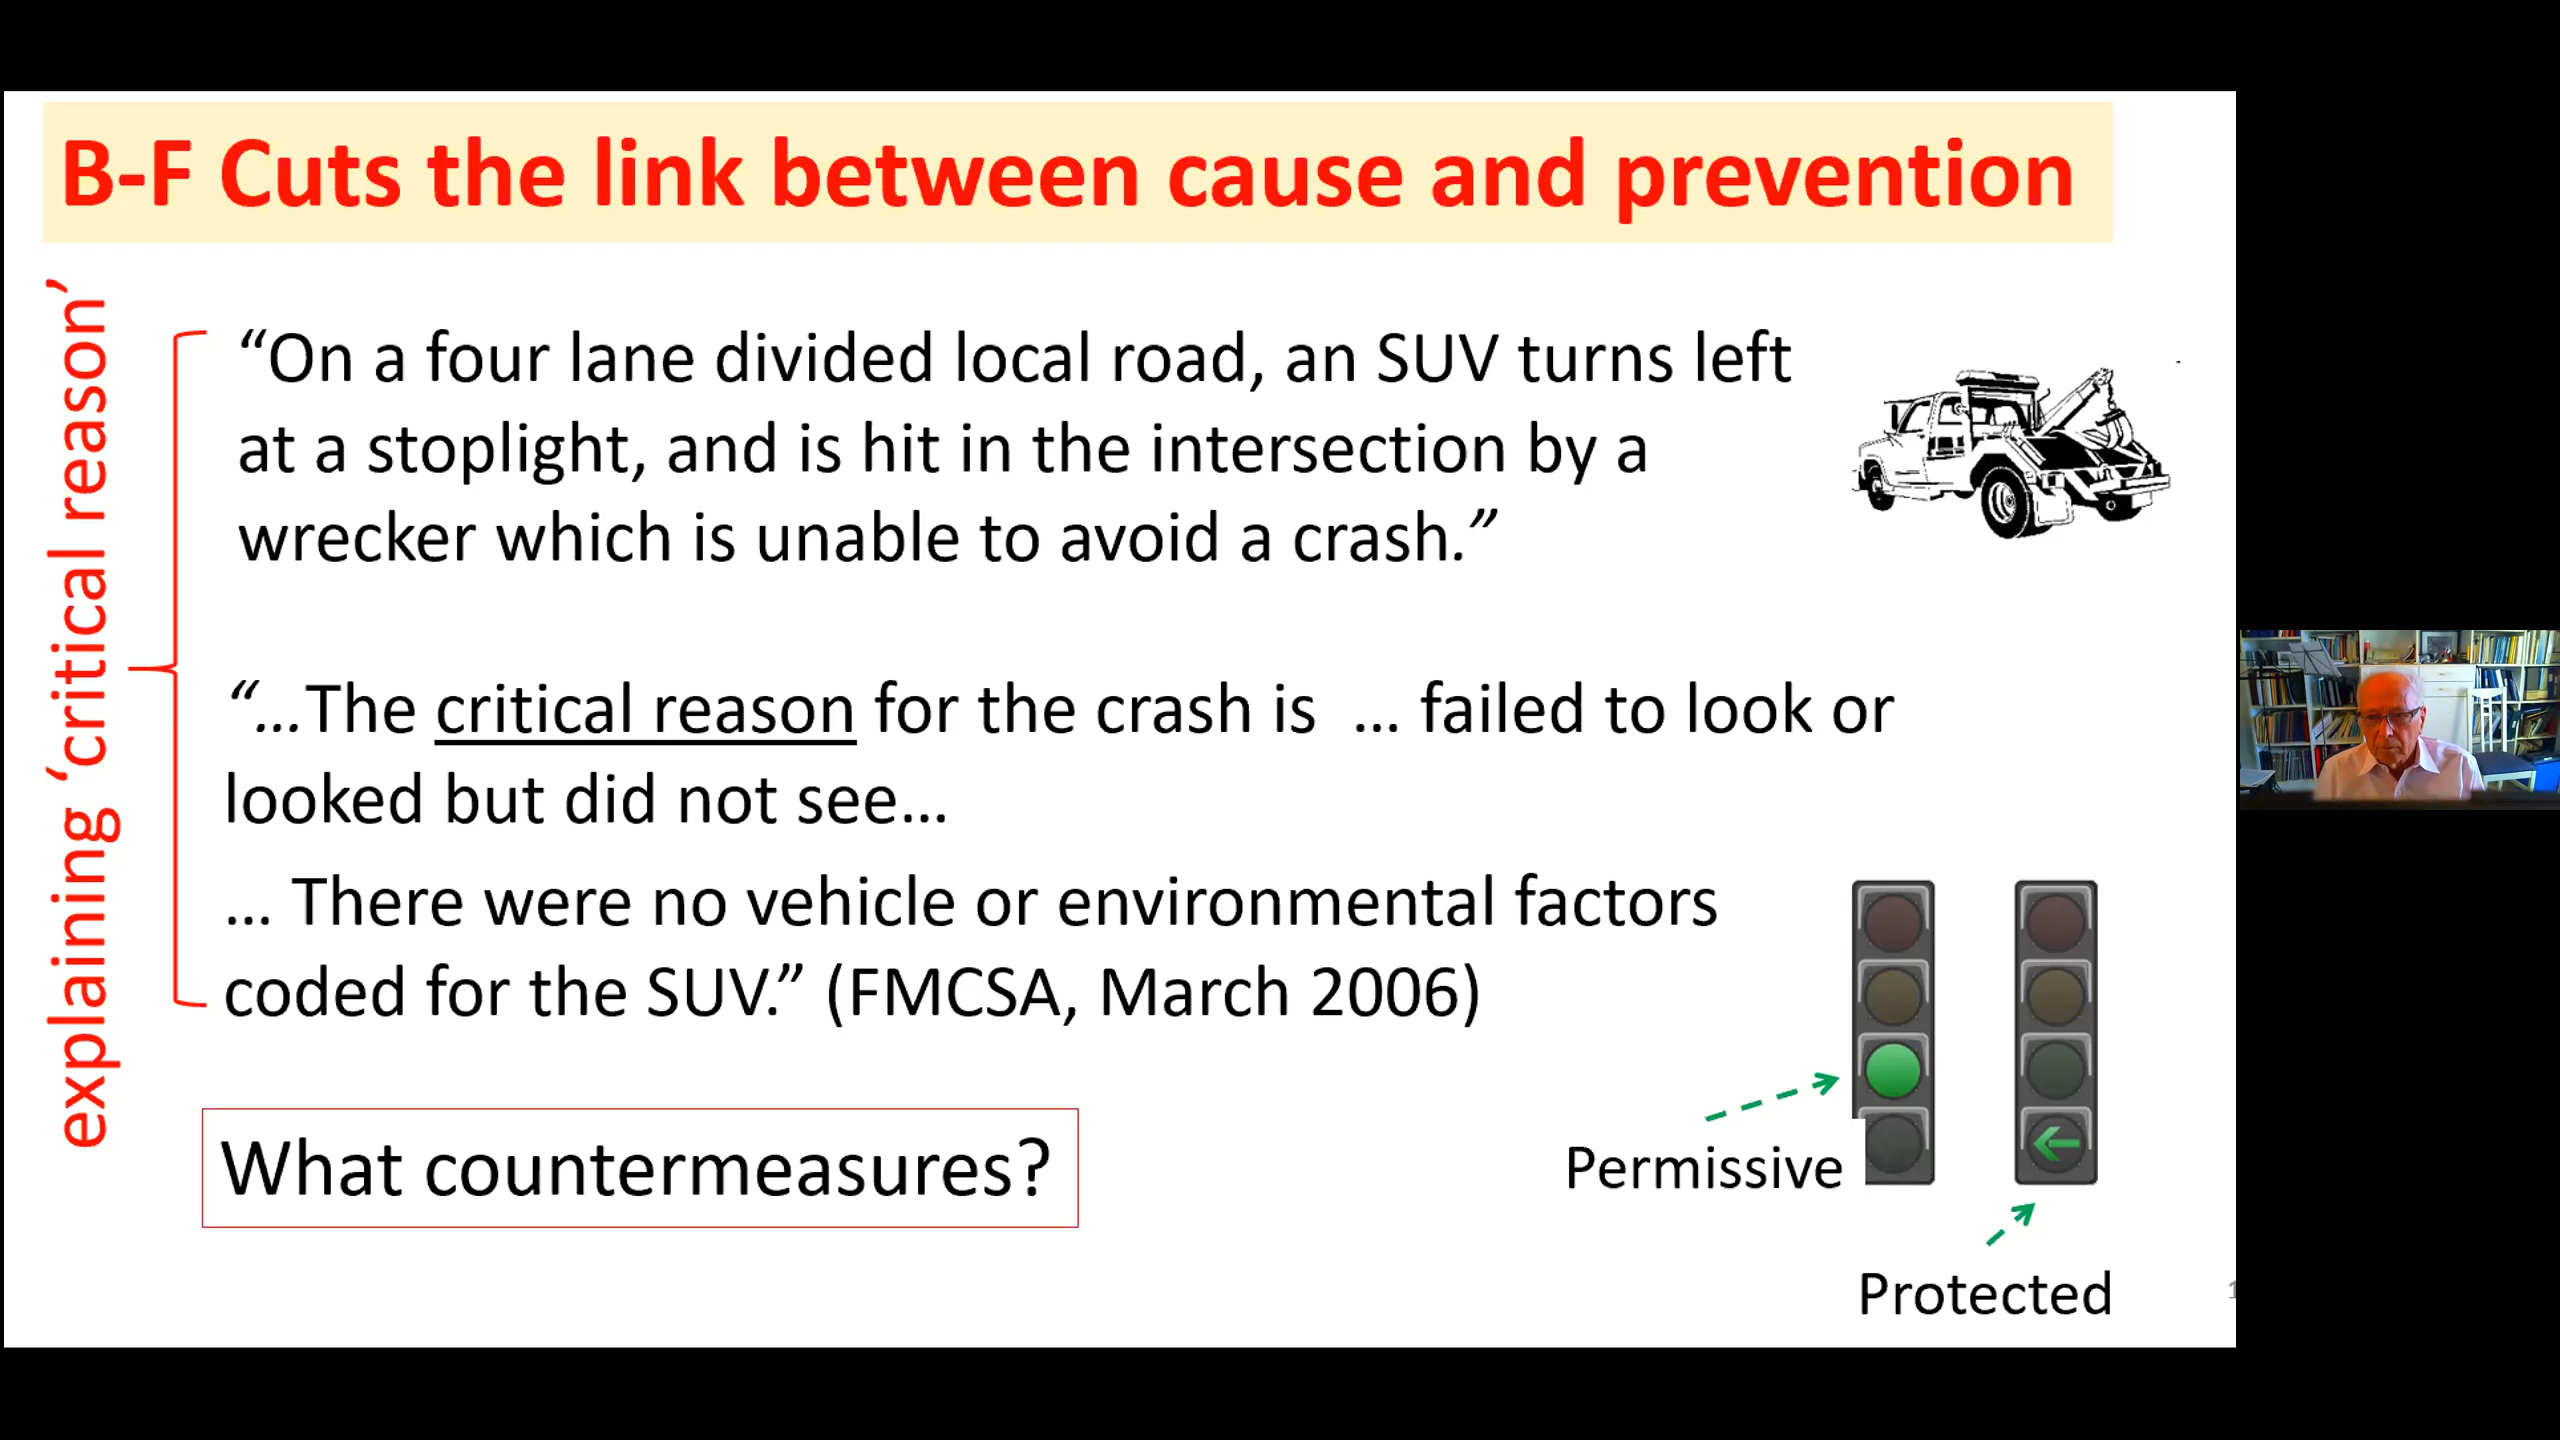 B-F Cuts the link between cause and prevention
explaining ‘critical reason’
“On a four lane divided local road, an SUV turns left
at a stoplight, and is hit in the intersection by a
wrecker which is unable to avoid a crash.”
“…The critical reason for the crash is … failed to look or
looked but did not see…
… There were no vehicle or environmental factors
coded for the SUV.” (FMCSA, March 2006)
What countermeasures?
Permissive
Protected